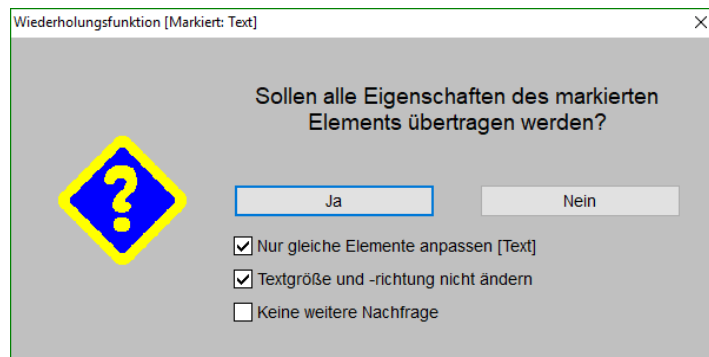 Wiederholungsfunktion [Markiert: Text]
Sollen alle Eigenschaften des markierten
Elements übertragen werden?
Ja
Nein
Nur gleiche Elemente anpassen [Text]
Textgröße und -richtung nicht ändern
Keine weitere Nachfrage